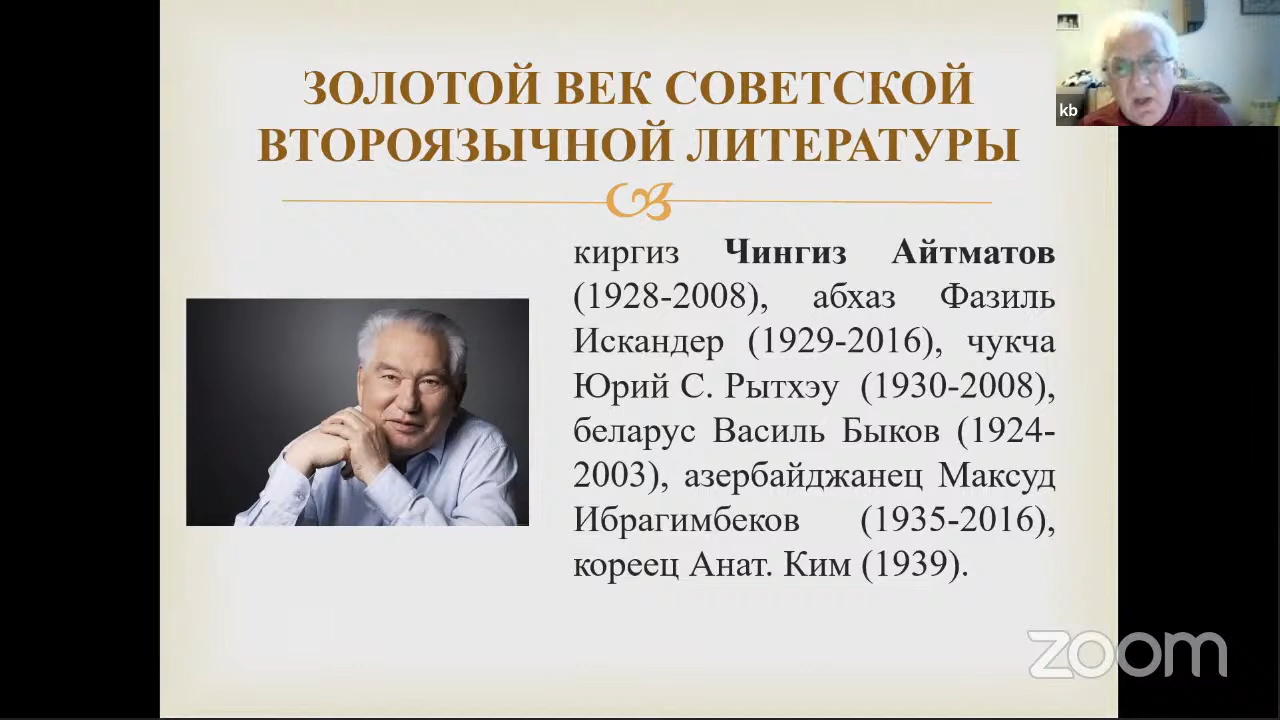 ЗОЛОТОЙ ВЕК СОВЕТСКОЙ
ВТОРОЯЗЫЧНОЙ ЛИТЕРАТУРЫ
киргиз Чингиз Айтматов
(1928-2008), абхаз Фазиль
Искандер (1929-2016), чукча
Юрий С. Рытхэу (1930-2008),
беларус Василь Быков (1924-
2003), азербайджанец Максуд
Ибрагимбеков (1935-2016),
кореец Анат. Ким (1939).
kb
zoom